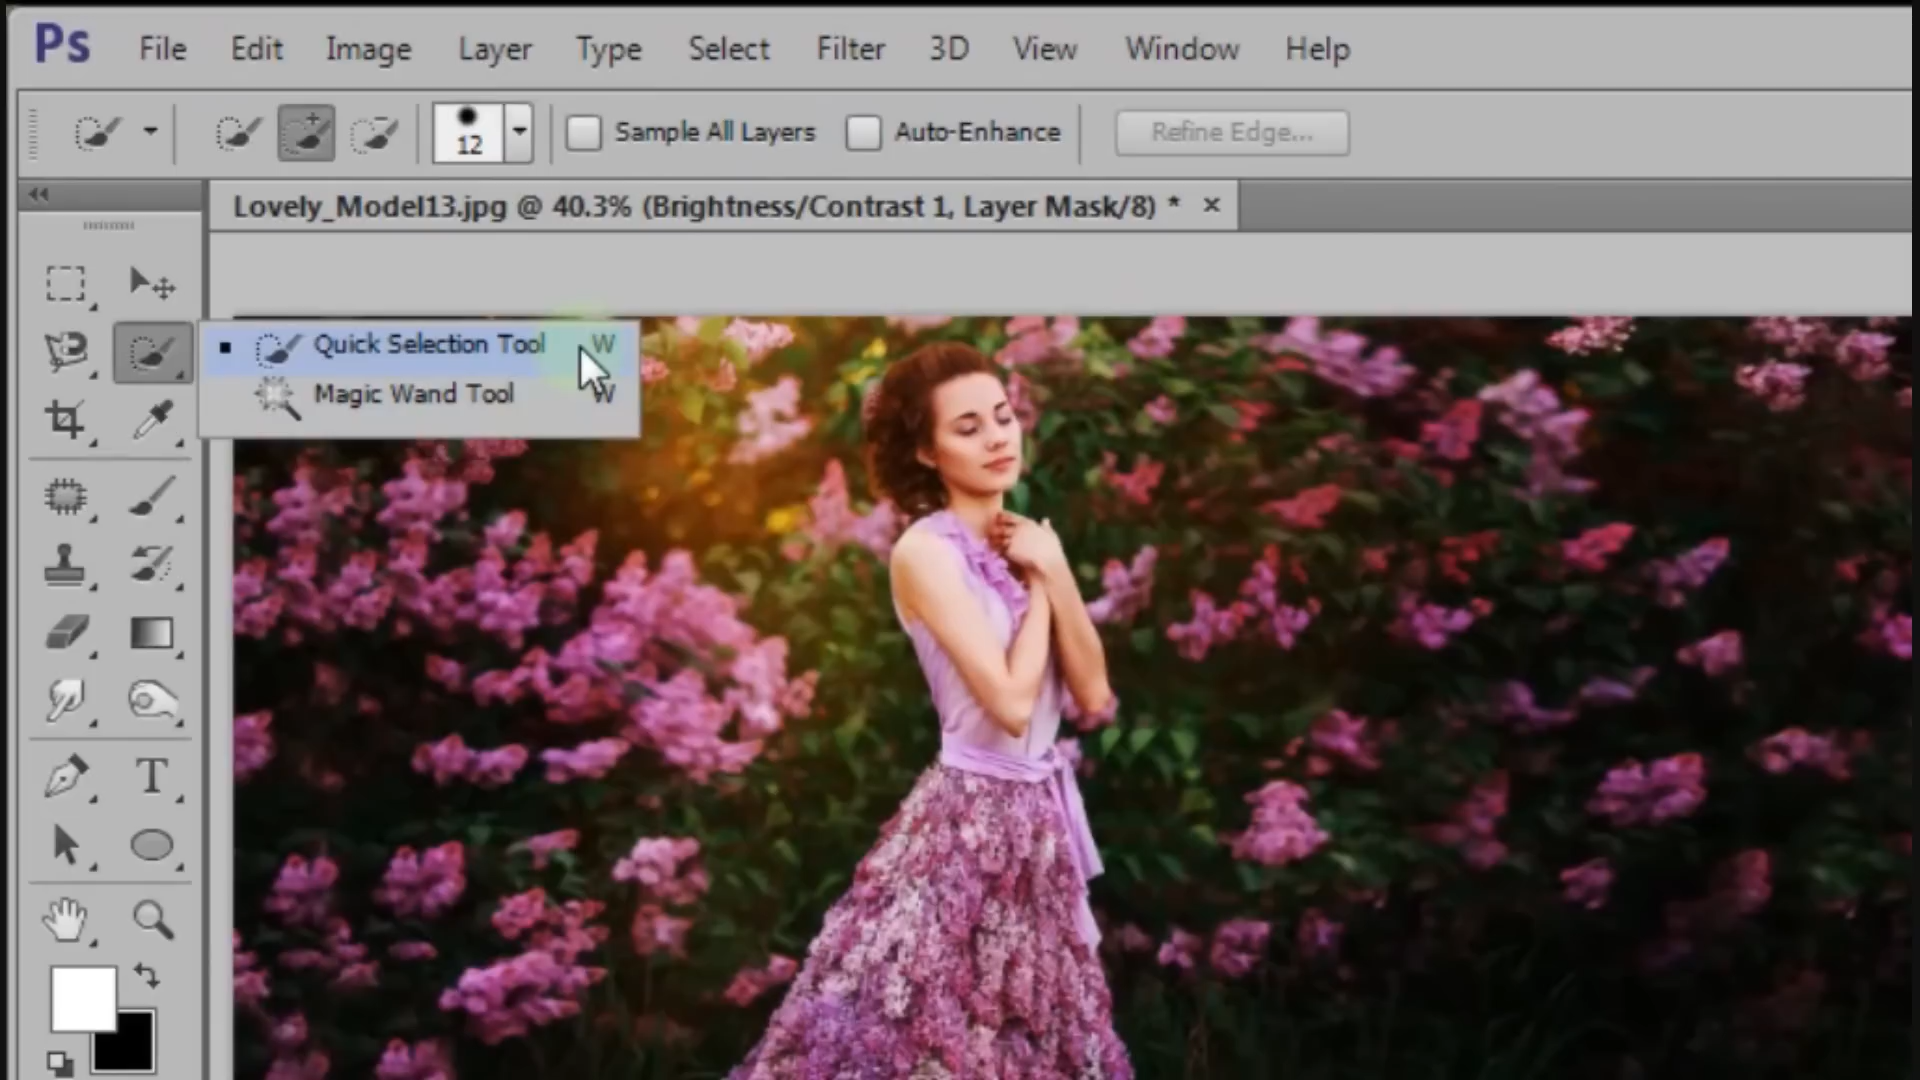 Ps File Edit Image Layer Type Select Filter 3D View Window Help
12 Sample All Layers Auto-Enhance Refine Edge...
Lovely_Model13.jpg @ 40.3% (Brightness/Contrast 1, Layer Mask/8) * ×
Quick Selection Tool W
Magic Wand Tool W
T